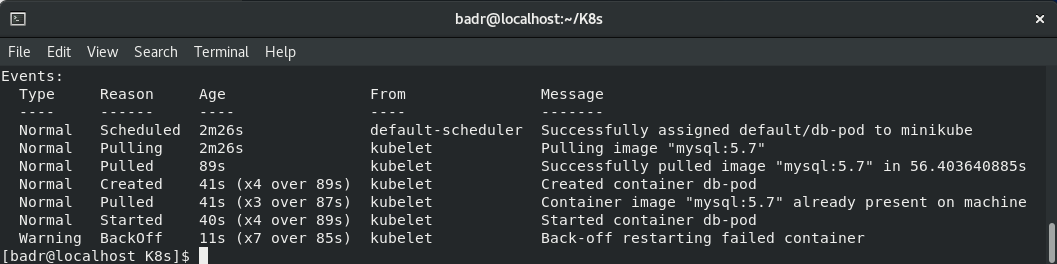 badr@localhost:~/K8s
File Edit View Search Terminal Help
Events:
  Type     Reason     Age                From               Message
  ----     ------     ----               ----               -------
  Normal   Scheduled  2m26s              default-scheduler  Successfully assigned default/db-pod to minikube
  Normal   Pulling    2m26s              kubelet            Pulling image "mysql:5.7"
  Normal   Pulled     89s                kubelet            Successfully pulled image "mysql:5.7" in 56.403640885s
  Normal   Created    41s (x4 over 89s)  kubelet            Created container db-pod
  Normal   Pulled     41s (x3 over 87s)  kubelet            Container image "mysql:5.7" already present on machine
  Normal   Started    40s (x4 over 89s)  kubelet            Started container db-pod
  Warning  BackOff    11s (x7 over 85s)  kubelet            Back-off restarting failed container
[badr@localhost K8s]$